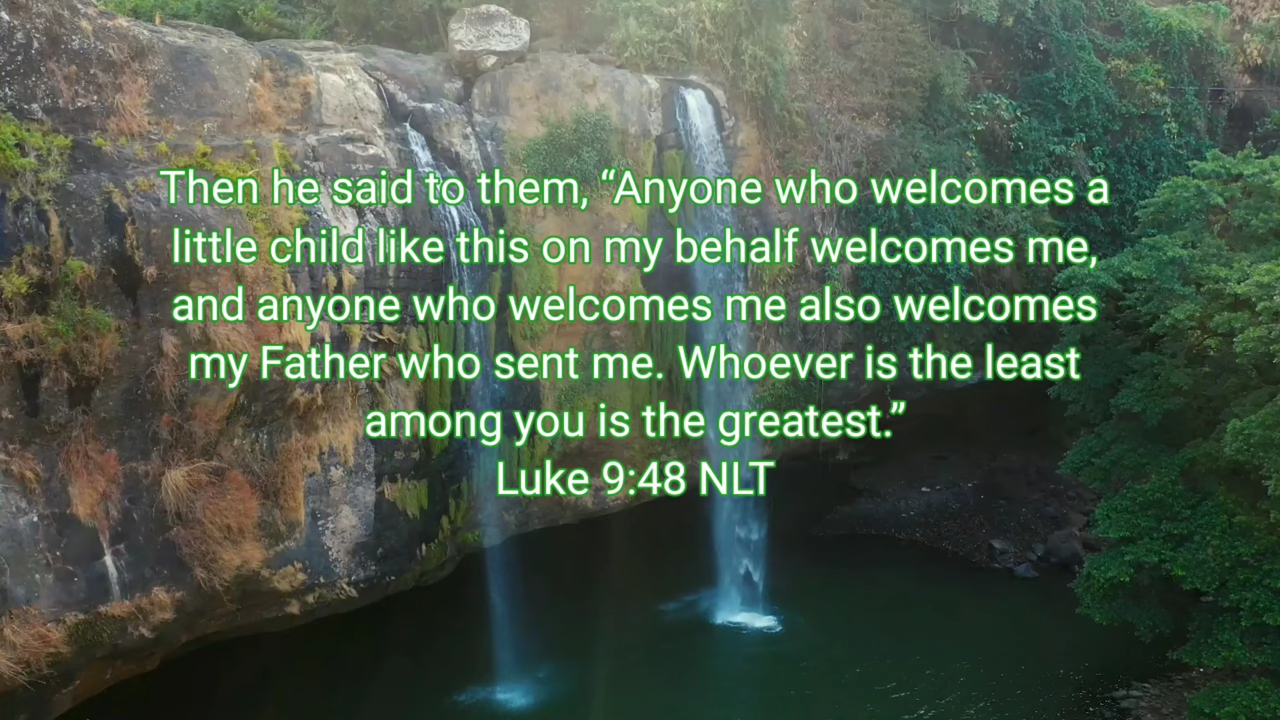 Then he said to them, “Anyone who welcomes a
little child like this on my behalf welcomes me,
and anyone who welcomes me also welcomes
my Father who sent me. Whoever is the least
among you is the greatest.”
Luke 9:48 NLT